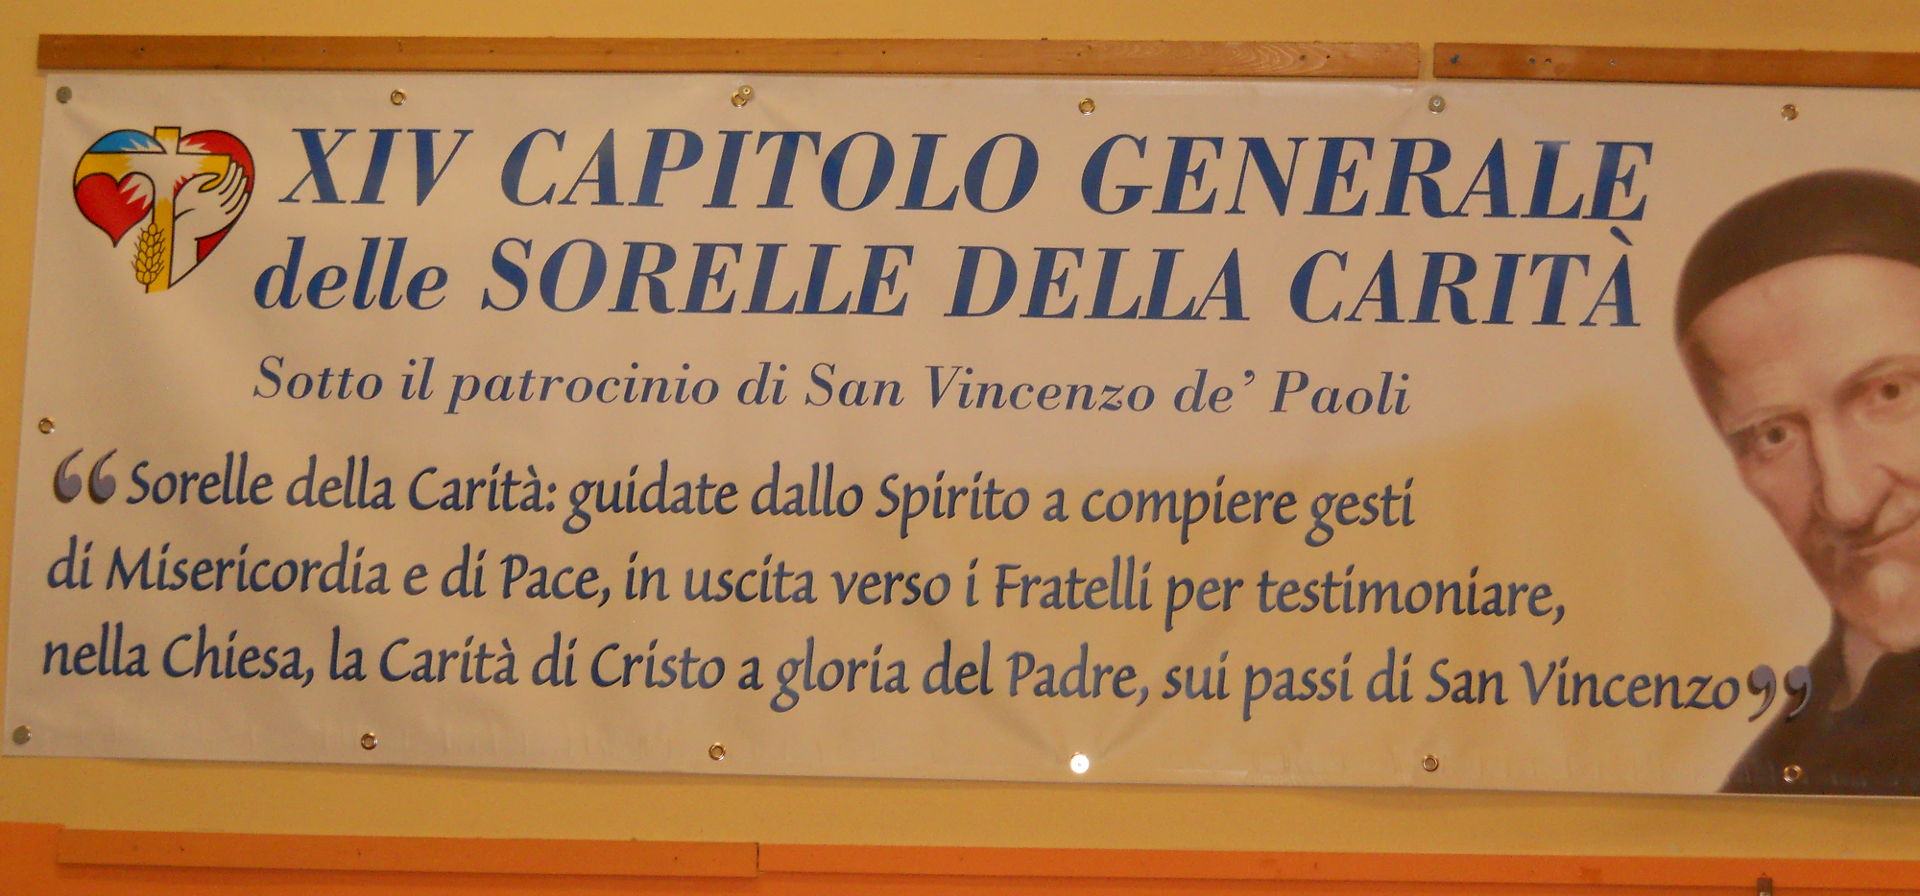 XIV CAPITOLO GENERALE
delle SORELLE DELLA CARITÀ
Sotto il patrocinio di San Vincenzo de’ Paoli
“Sorelle della Carità: guidate dallo Spirito a compiere gesti
di Misericordia e di Pace, in uscita verso i Fratelli per testimoniare,
nella Chiesa, la Carità di Cristo a gloria del Padre, sui passi di San Vincenzo”